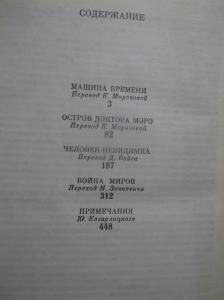 СОДЕРЖАНИЕ
МАШИНА ВРЕМЕНИ
Перевод К. Морозовой
3
ОСТРОВ ДОКТОРА МОРО
Перевод К. Морозовой
82
ЧЕЛОВЕК-НЕВИДИМКА
Перевод Д. Вейса
187
ВОЙНА МИРОВ
Перевод М. Зенкевича
312
ПРИМЕЧАНИЯ
Ю. Кагарлицкого
448